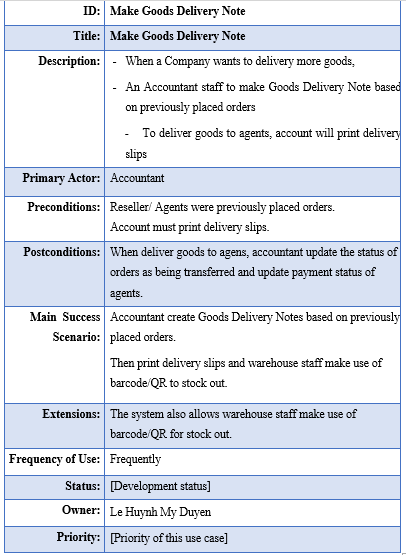 ID: Make Goods Delivery Note
Title: Make Goods Delivery Note
Description: - When a Company wants to delivery more goods,
- An Accountant staff to make Goods Delivery Note based
on previously placed orders
- To deliver goods to agents, account will print delivery
slips
Primary Actor: Accountant
Preconditions: Reseller/ Agents were previously placed orders.
Account must print delivery slips.
Postconditions: When deliver goods to agens, accountant update the status of
orders as being transferred and update payment status of
agents.
Main Success Accountant create Goods Delivery Notes based on previously
Scenario: placed orders.
Then print delivery slips and warehouse staff make use of
barcode/QR to stock out.
Extensions: The system also allows warehouse staff make use of
barcode/QR for stock out.
Frequency of Use: Frequently
Status: [Development status]
Owner: Le Huynh My Duyen
Priority: [Priority of this use case]